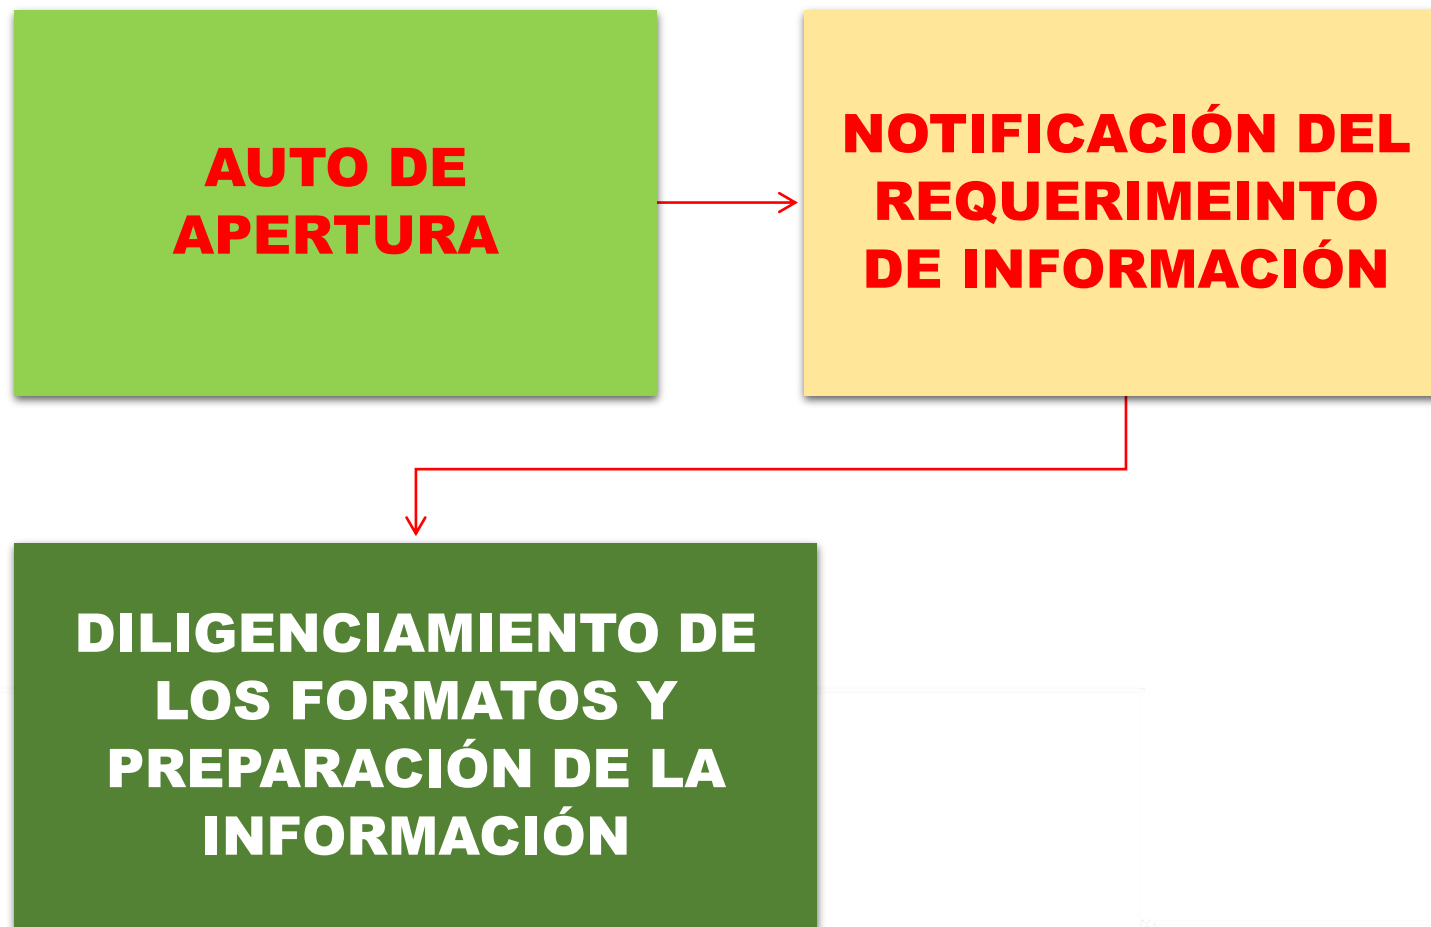 AUTO DE
APERTURA
NOTIFICACIÓN DEL
REQUERIMEINTO
DE INFORMACIÓN
DILIGENCIAMIENTO DE
LOS FORMATOS Y
PREPARACIÓN DE LA
INFORMACIÓN